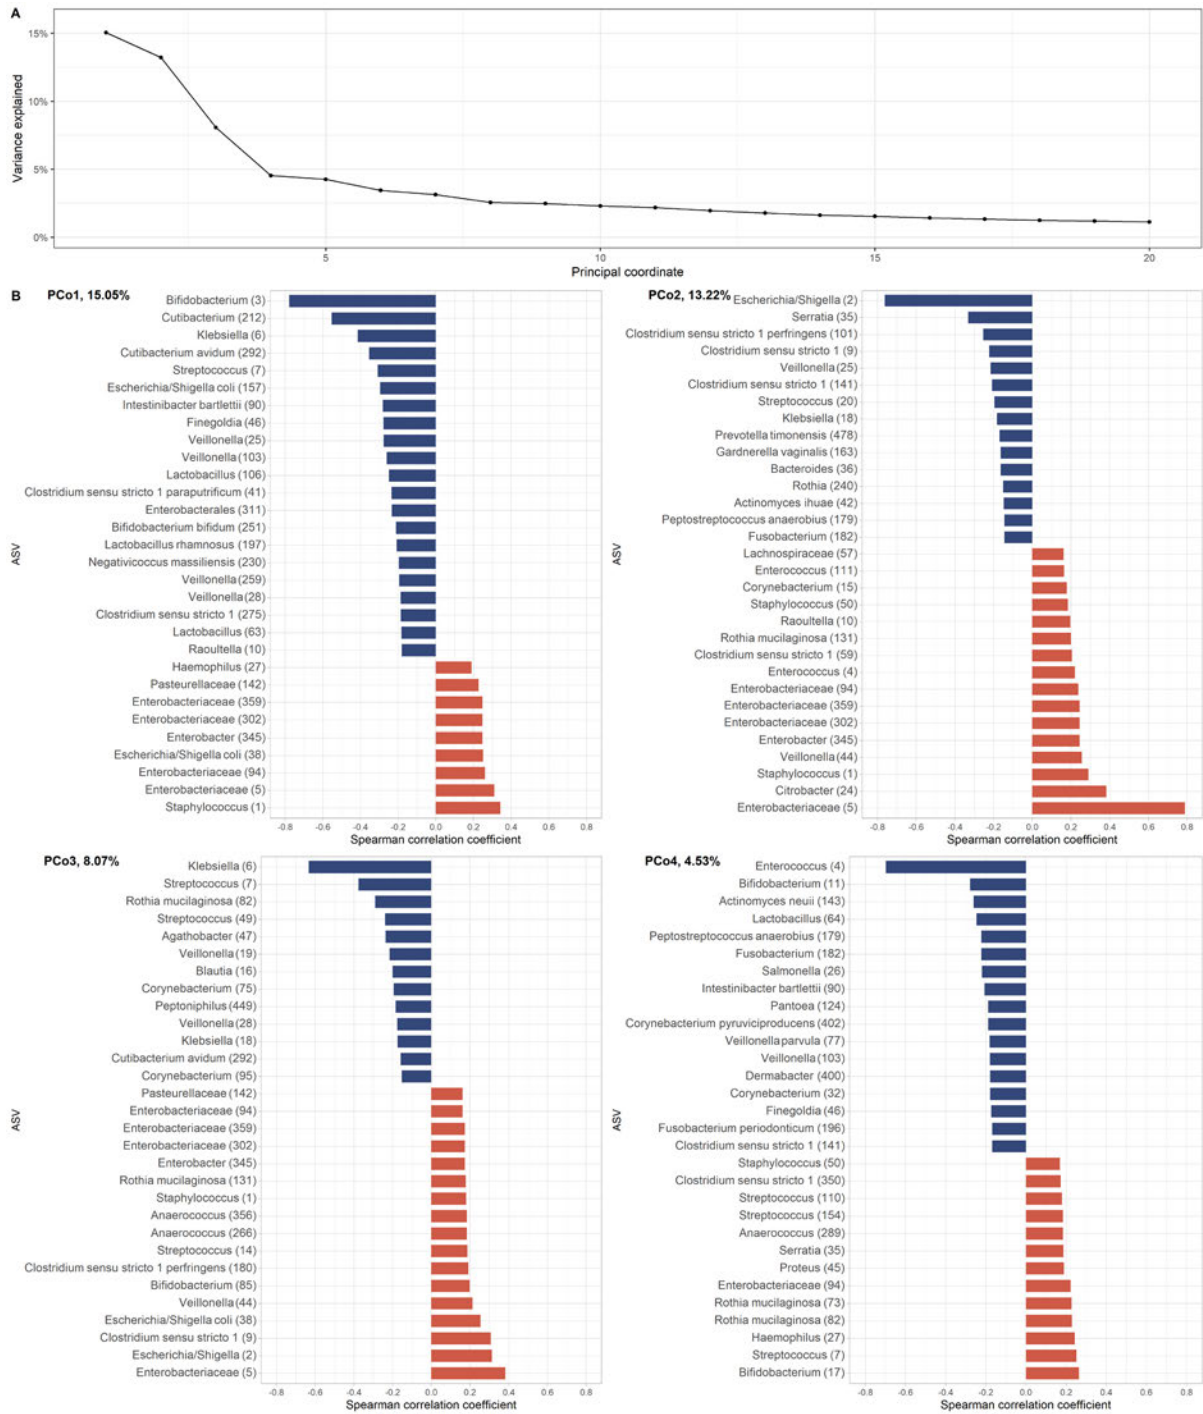 A
15%
10%
5%
0%
Variance explained
5
10
15
20
Principal coordinate
B
PCo1, 15.05%
Bifidobacterium (3)
Cutibacterium (212)
Klebsiella (6)
Cutibacterium avidum (292)
Streptococcus (7)
Escherichia/Shigella coli (157)
Intestinibacter bartlettii (90)
Finegoldia (46)
Veillonella (25)
Veillonella (103)
Lactobacillus (106)
Clostridium sensu stricto 1 paraputrificum (41)
Enterobacterales (311)
Bifidobacterium bifidum (251)
Lactobacillus rhamnosus (197)
Negativicoccus massiliensis (230)
Veillonella (259)
Veillonella (28)
Clostridium sensu stricto 1 (275)
Lactobacillus (63)
Raoultella (10)
Haemophilus (27)
Pasteurellaceae (142)
Enterobacteriaceae (359)
Enterobacteriaceae (302)
Enterobacter (345)
Escherichia/Shigella coli (38)
Enterobacteriaceae (94)
Enterobacteriaceae (5)
Staphylococcus (1)
ASV
-0.8 -0.6 -0.4 -0.2 0.0 0.2 0.4 0.6 0.8
Spearman correlation coefficient
PCo2, 13.22%
Escherichia/Shigella (2)
Serratia (35)
Clostridium sensu stricto 1 perfringens (101)
Clostridium sensu stricto 1 (9)
Veillonella (25)
Clostridium sensu stricto 1 (141)
Streptococcus (20)
Klebsiella (18)
Prevotella timonensis (478)
Gardnerella vaginalis (163)
Bacteroides (36)
Rothia (240)
Actinomyces ihuae (42)
Peptostreptococcus anaerobius (179)
Fusobacterium (182)
Lachnospiraceae (57)
Enterococcus (111)
Corynebacterium (15)
Staphylococcus (50)
Raoultella (10)
Rothia mucilaginosa (131)
Clostridium sensu stricto 1 (59)
Enterococcus (4)
Enterobacteriaceae (94)
Enterobacteriaceae (359)
Enterobacteriaceae (302)
Enterobacter (345)
Veillonella (44)
Staphylococcus (1)
Citrobacter (24)
Enterobacteriaceae (5)
ASV
-0.8 -0.6 -0.4 -0.2 0.0 0.2 0.4 0.6 0.8
Spearman correlation coefficient
PCo3, 8.07%
Klebsiella (6)
Streptococcus (7)
Rothia mucilaginosa (82)
Streptococcus (49)
Agathobacter (47)
Veillonella (19)
Blautia (16)
Corynebacterium (75)
Peptoniphilus (449)
Veillonella (28)
Klebsiella (18)
Cutibacterium avidum (292)
Corynebacterium (95)
Pasteurellaceae (142)
Enterobacteriaceae (94)
Enterobacteriaceae (359)
Enterobacteriaceae (302)
Enterobacter (345)
Rothia mucilaginosa (131)
Staphylococcus (1)
Anaerococcus (356)
Anaerococcus (266)
Streptococcus (14)
Clostridium sensu stricto 1 perfringens (180)
Bifidobacterium (85)
Veillonella (44)
Escherichia/Shigella coli (38)
Clostridium sensu stricto 1 (9)
Escherichia/Shigella (2)
Enterobacteriaceae (5)
ASV
-0.8 -0.6 -0.4 -0.2 0.0 0.2 0.4 0.6 0.8
Spearman correlation coefficient
PCo4, 4.53%
Enterococcus (4)
Bifidobacterium (11)
Actinomyces neuii (143)
Lactobacillus (64)
Peptostreptococcus anaerobius (179)
Fusobacterium (182)
Salmonella (26)
Intestinibacter bartlettii (90)
Pantoea (124)
Corynebacterium pyruviciproducens (402)
Veillonella parvula (77)
Veillonella (103)
Dermabacter (400)
Corynebacterium (32)
Finegoldia (46)
Fusobacterium periodonticum (196)
Clostridium sensu stricto 1 (141)
Staphylococcus (50)
Clostridium sensu stricto 1 (350)
Streptococcus (110)
Streptococcus (154)
Anaerococcus (289)
Serratia (35)
Proteus (45)
Enterobacteriaceae (94)
Rothia mucilaginosa (73)
Rothia mucilaginosa (82)
Haemophilus (27)
Streptococcus (7)
Bifidobacterium (17)
ASV
-0.8 -0.6 -0.4 -0.2 0.0 0.2 0.4 0.6 0.8
Spearman correlation coefficient